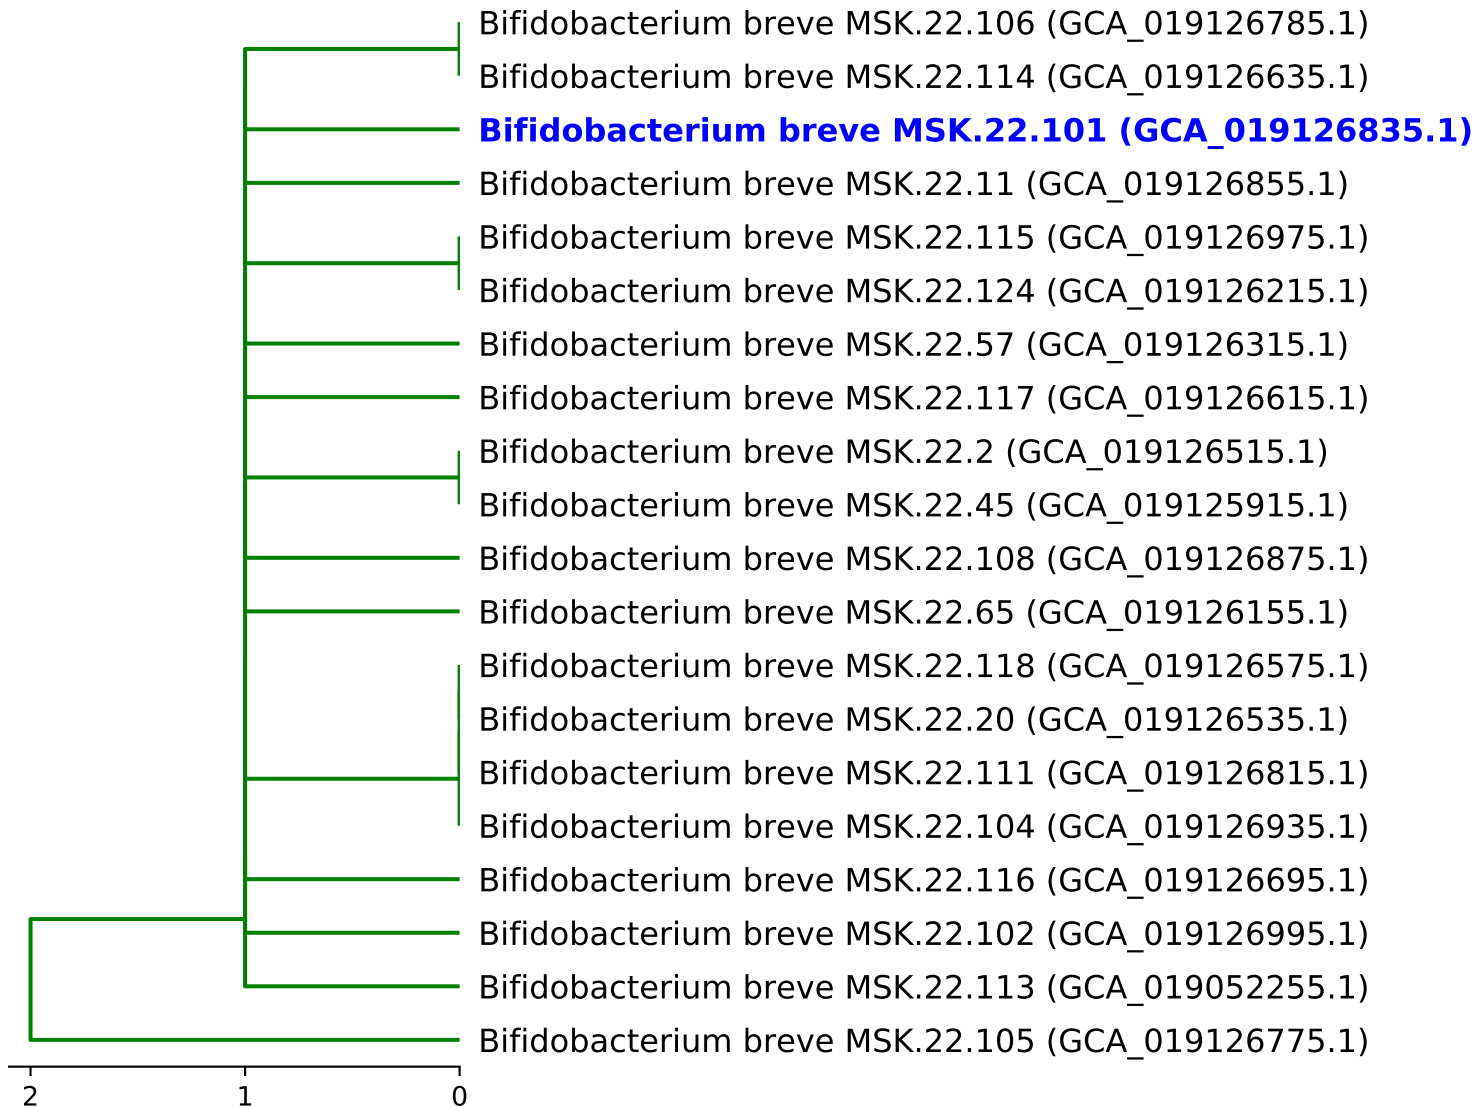 Bifidobacterium breve MSK.22.106 (GCA_019126785.1)
Bifidobacterium breve MSK.22.114 (GCA_019126635.1)
Bifidobacterium breve MSK.22.101 (GCA_019126835.1)
Bifidobacterium breve MSK.22.11 (GCA_019126855.1)
Bifidobacterium breve MSK.22.115 (GCA_019126975.1)
Bifidobacterium breve MSK.22.124 (GCA_019126215.1)
Bifidobacterium breve MSK.22.57 (GCA_019126315.1)
Bifidobacterium breve MSK.22.117 (GCA_019126615.1)
Bifidobacterium breve MSK.22.2 (GCA_019126515.1)
Bifidobacterium breve MSK.22.45 (GCA_019125915.1)
Bifidobacterium breve MSK.22.108 (GCA_019126875.1)
Bifidobacterium breve MSK.22.65 (GCA_019126155.1)
Bifidobacterium breve MSK.22.118 (GCA_019126575.1)
Bifidobacterium breve MSK.22.20 (GCA_019126535.1)
Bifidobacterium breve MSK.22.111 (GCA_019126815.1)
Bifidobacterium breve MSK.22.104 (GCA_019126935.1)
Bifidobacterium breve MSK.22.116 (GCA_019126695.1)
Bifidobacterium breve MSK.22.102 (GCA_019126995.1)
Bifidobacterium breve MSK.22.113 (GCA_019052255.1)
Bifidobacterium breve MSK.22.105 (GCA_019126775.1)
2 1 0